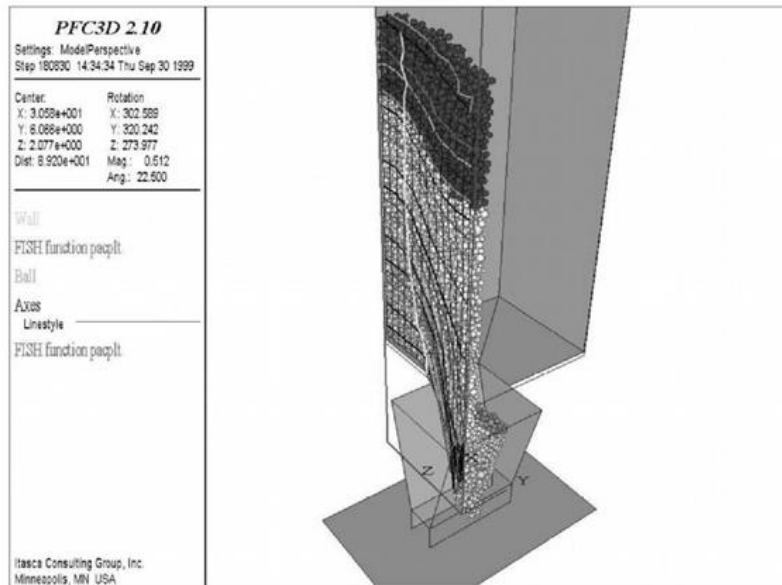 PFC3D 2.10
Settings: ModelPerspective
Step 180830 14:34:34 Thu Sep 30 1999
Center: Rotation
X: 3.058e+001 X: 302.589
Y: 6.066e+000 Y: 320.242
Z: 2.077e+000 Z: 273.977
Dist: 8.920e+001 Mag.: 0.512
Ang.: 22.500
Wall
FISH function pacplt
Ball
Axes
Linestyle
FISH function pacplt
Z
Y
Itasca Consulting Group, Inc.
Minneapolis, MN USA